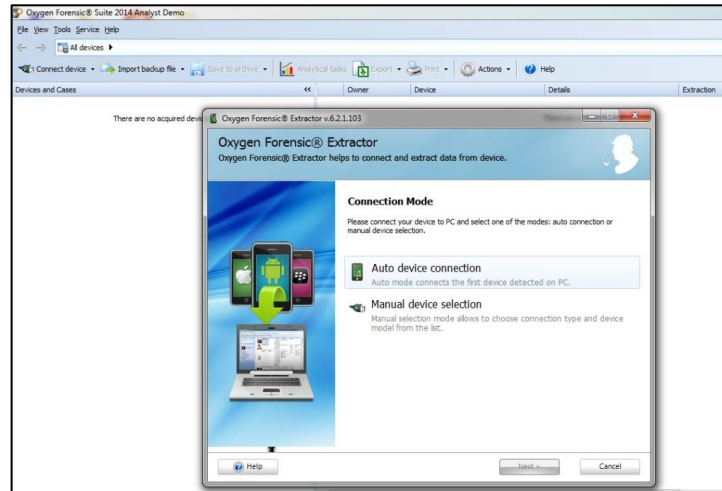 Oxygen Forensic® Suite 2014 Analyst Demo
File View Tools Service Help
All devices
Connect device Import backup file Save to archive Analytical tasks Export Print Actions Help
Devices and Cases << Owner Device Details Extraction
There are no acquired devic
Oxygen Forensic® Extractor v.6.2.1.103
Oxygen Forensic® Extractor
Oxygen Forensic® Extractor helps to connect and extract data from device.
Connection Mode
Please connect your device to PC and select one of the modes: auto connection or
manual device selection.
Auto device connection
Auto mode connects the first device detected on PC.
Manual device selection
Manual selection mode allows to choose connection type and device
model from the list.
Help Next > Cancel